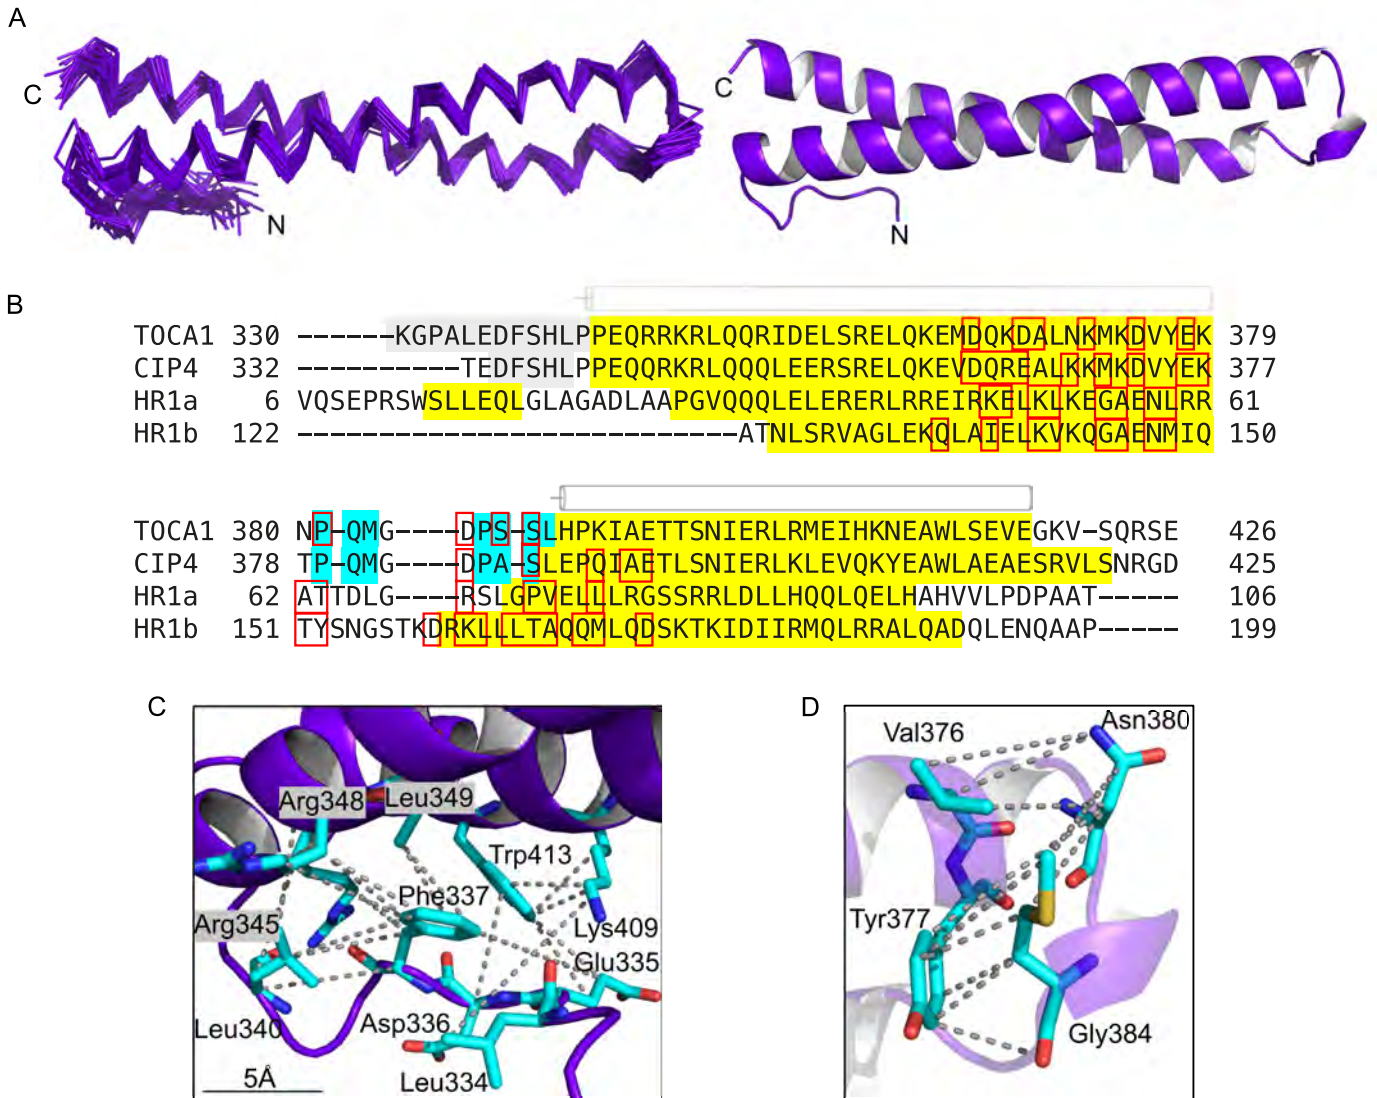 A
C
N
C
N
B
TOCA1 330 ------KGPALEDFSHLPPEQRRKRLQQRIDELSRELQKEMDQKDALNKMKDVYEK 379
CIP4 332 ----------TEDFSHLPPEQQRKRLQQQLEERSRELQKEVDQREALKKMKDVYEK 377
HR1a 6 VQSEPRSWSLLEQLGLAGADLAAPGVQQQLELERERLRREIRKELKLKEGAENLRR 61
HR1b 122 ---------------------------ATNLSRVAGLEKQLAIELKVKQGAENMIQ 150
TOCA1 380 NP-QMG-----DPS-SLHPKIAETTSNIERLRMEIHKNEAWLSEVEGKV-SQRSE 426
CIP4 378 TP-QMG-----DPA-SLEPQIAETLSNIERLKLEVQKYEAWLAEAESRVLSNRGD 425
HR1a 62 ATTDLG-----RSLGPVELLLRGSSRRLDLLHQQLQELHAHVVLPDPAAT----- 106
HR1b 151 TYSNGSTKDRKLLLTAQQMLQDSKTKIDIIRMQLRRALQADQLENQAAP----- 199
C
Arg348 Leu349
Trp413
Phe337
Arg345
Lys409
Glu335
Leu340
Asp336
Leu334
5Å
D
Val376
Asn380
Tyr377
Gly384